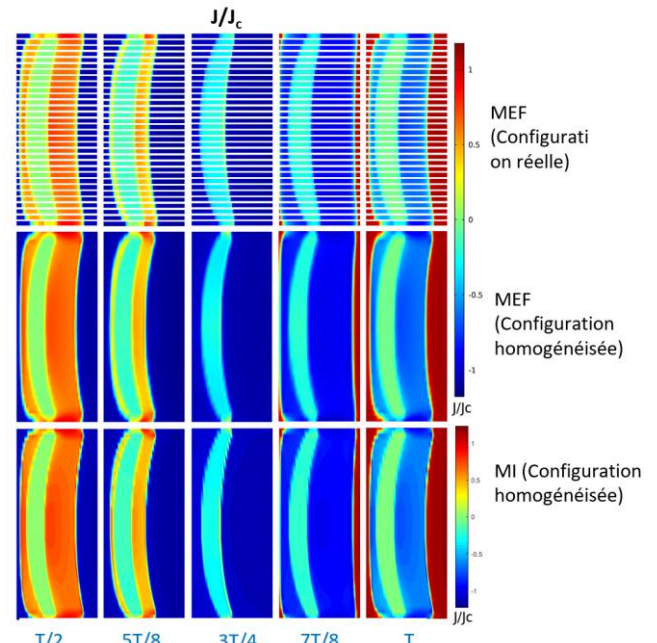 J/Jc
1
0.5
0
-0.5
-1
J/Jc
MEF
(Configurati
on réelle)
MEF
(Configuration
homogénéisée)
1
0.5
0
-0.5
-1
J/Jc
MI (Configuration
homogénéisée)
T/2 5T/8 3T/4 7T/8 T